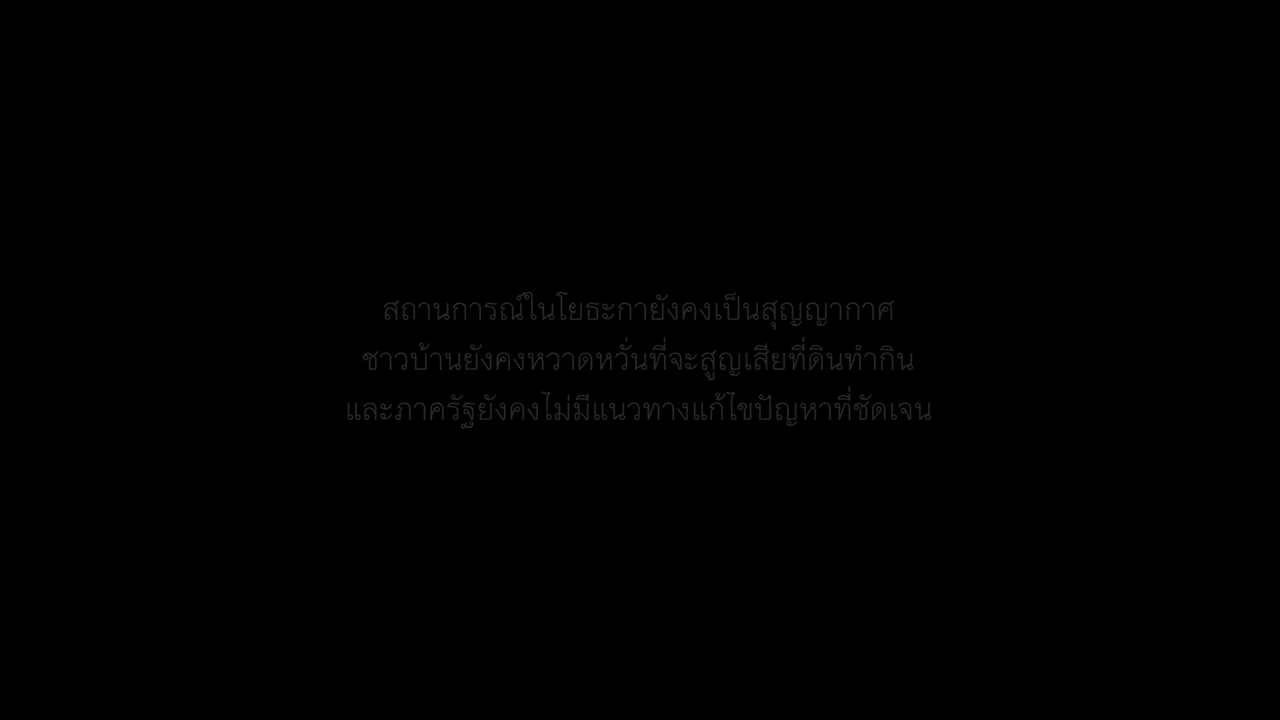 สถานการณ์ในโยธะกายังคงเป็นสุญญากาศ
ชาวบ้านยังคงหวาดหวั่นที่จะสูญเสียที่ดินทำกิน
และภาครัฐยังคงไม่มีแนวทางแก้ไขปัญหาที่ชัดเจน